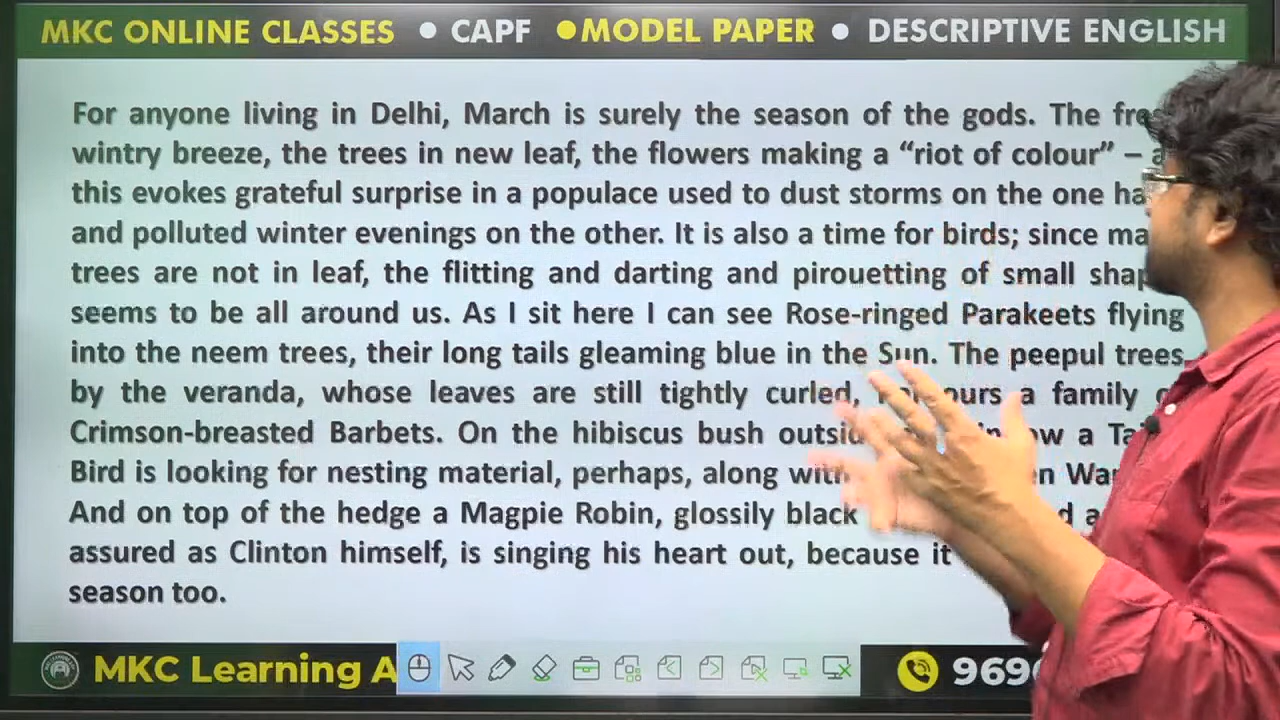 MKC ONLINE CLASSES • CAPF • MODEL PAPER • DESCRIPTIVE ENGLISH
For anyone living in Delhi, March is surely the season of the gods. The
wintry breeze, the trees in new leaf, the flowers making a “riot of colour” –
this evokes grateful surprise in a populace used to dust storms on the one
and polluted winter evenings on the other. It is also a time for birds; since
trees are not in leaf, the flitting and darting and pirouetting of small
seems to be all around us. As I sit here I can see Rose-ringed Parakeets flying
into the neem trees, their long tails gleaming blue in the Sun. The peepul trees
by the veranda, whose leaves are still tightly curled, a family
Crimson-breasted Barbets. On the hibiscus bush a
Bird is looking for nesting material, perhaps, along
And on top of the hedge a Magpie Robin, glossily black
assured as Clinton himself, is singing his heart out, because it
season too.
MKC Learning